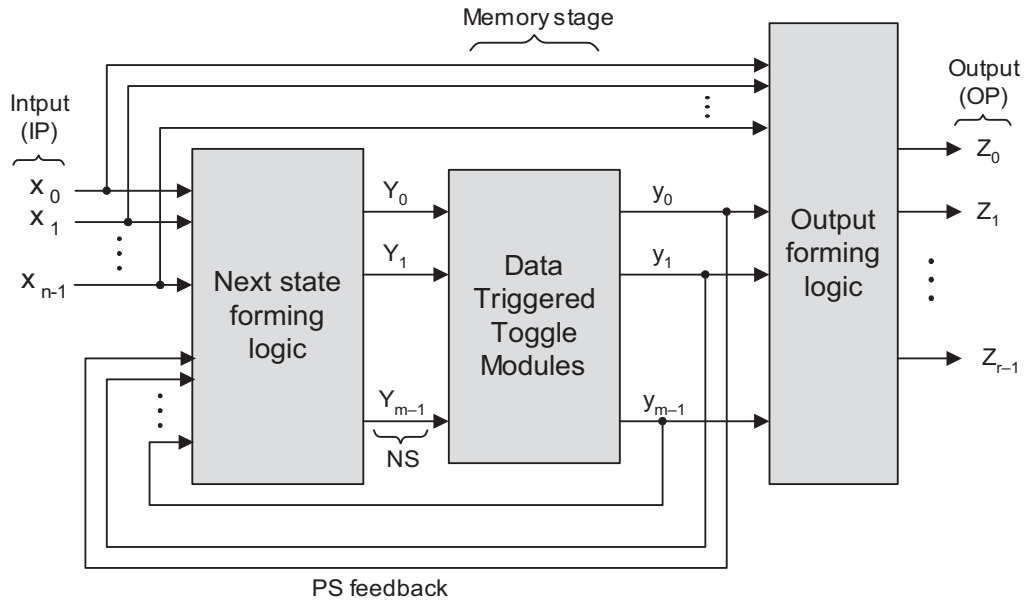 Memory stage
Intput
(IP)
Output
(OP)
x 0
x 1
x n-1
Next state
forming
logic
Y0
Y1
Ym–1
NS
Data
Triggered
Toggle
Modules
y0
y1
ym–1
Output
forming
logic
Z0
Z1
Zr–1
PS feedback